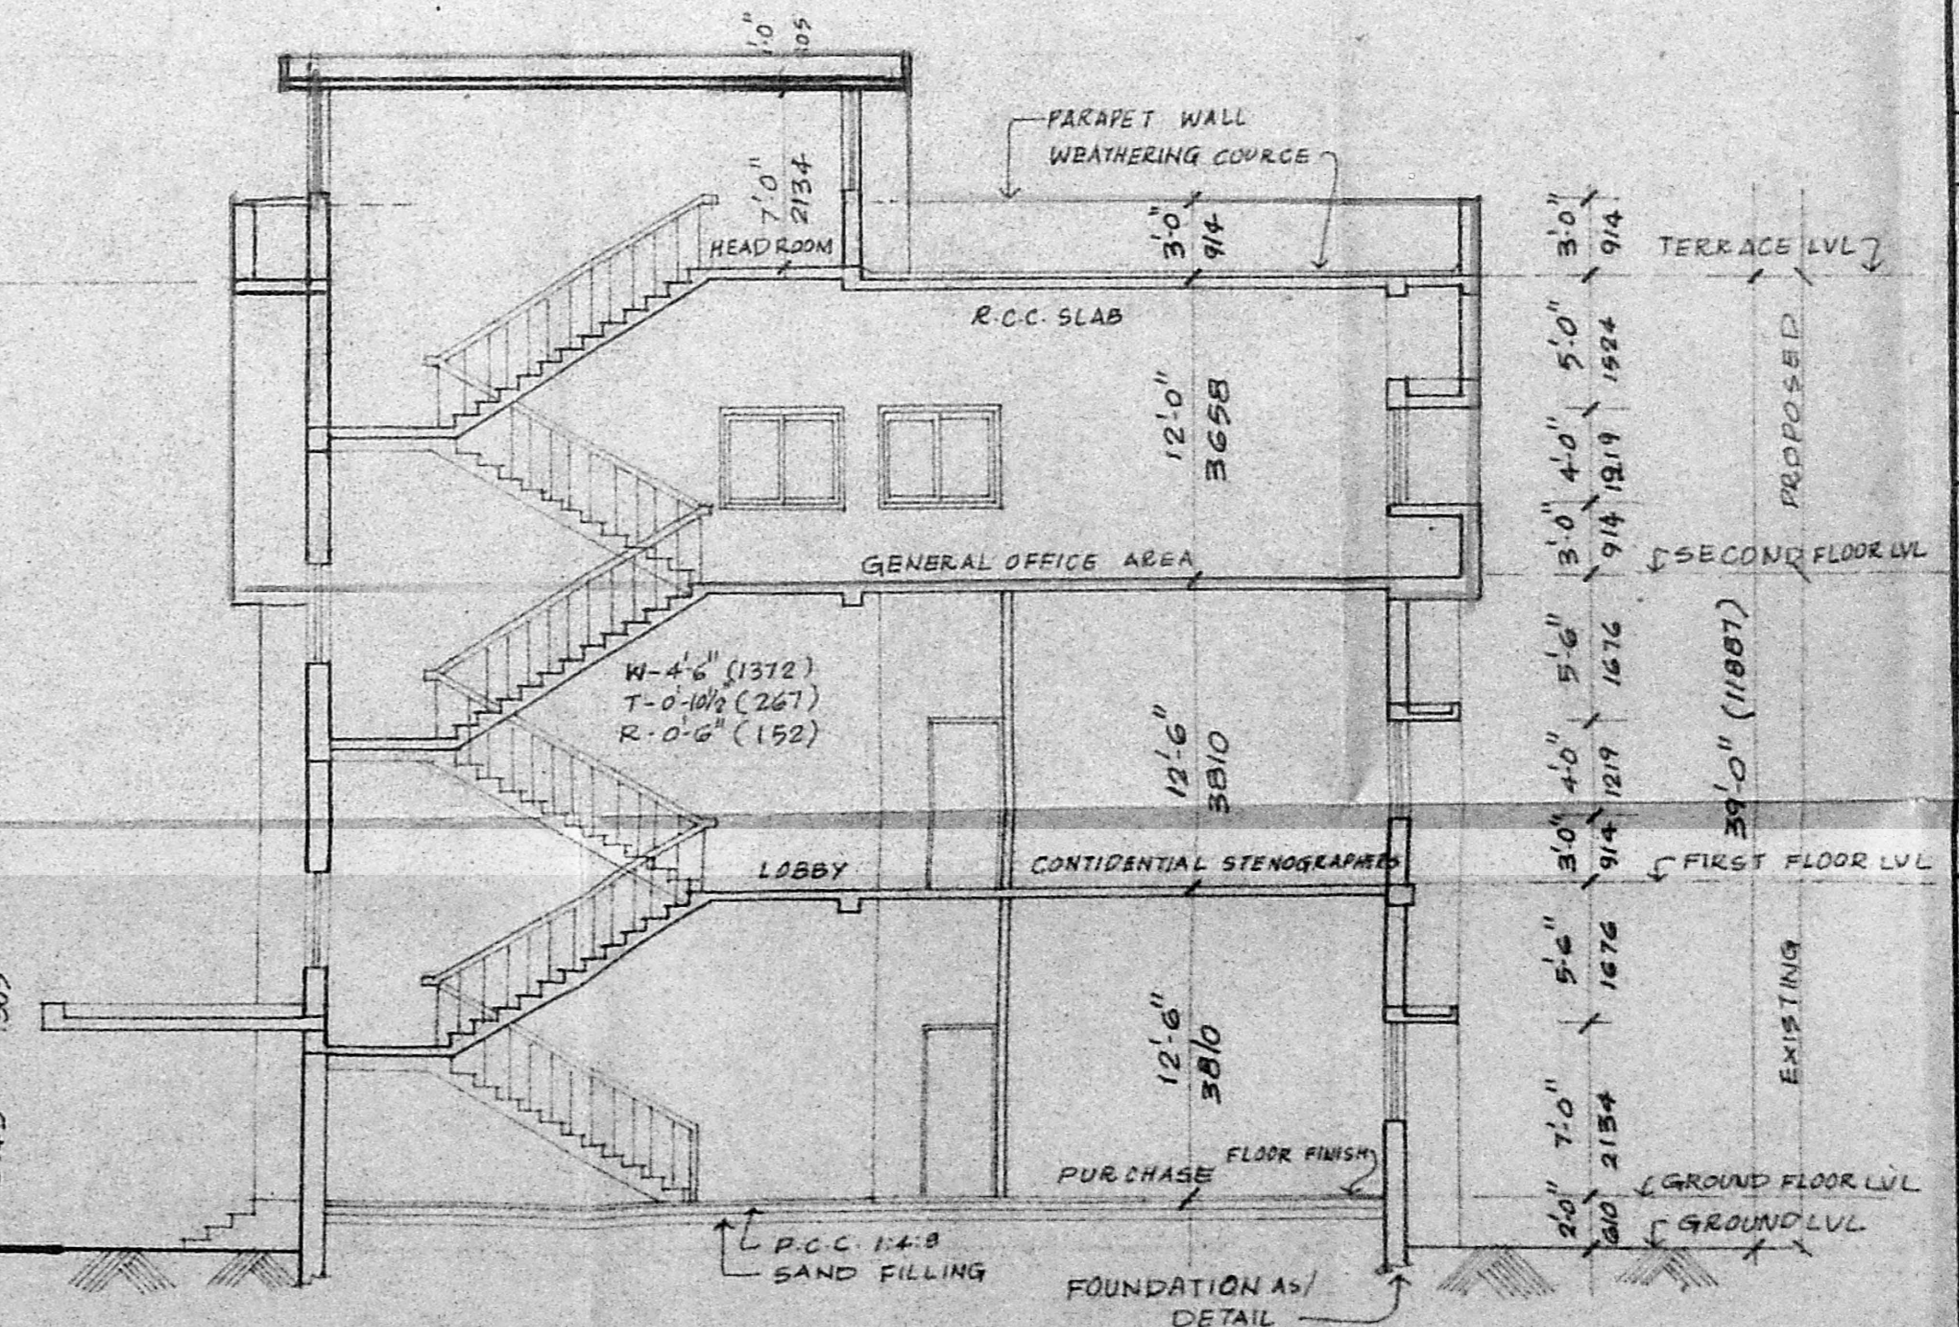 1'-0"
305
PARAPET WALL
WEATHERING COURCE
7'-0"
2134
HEADROOM
3'-0"
914
3'-0"
914
TERRACE LVL
R.C.C. SLAB
5'-0"
1524
12'-0"
3658
4'-0"
1219
PROPOSED
3'-0"
914
GENERAL OFFICE AREA
SECOND FLOOR LVL
W-4'-6" (1372)
T-0'-10½" (267)
R-0'-6" (152)
5'-6"
1676
39'-0" (11887)
12'-6"
3810
4'-0"
1219
3'-0"
914
LOBBY
CONTIDENTIAL STENOGRAPHERS
FIRST FLOOR LVL
5'-6"
1676
12'-6"
3810
EXISTING
7'-0"
2134
PURCHASE
FLOOR FINISH
GROUND FLOOR LVL
2'-0"
610
GROUND LVL
P.C.C. 1:4:8
SAND FILLING
FOUNDATION AS/
DETAIL